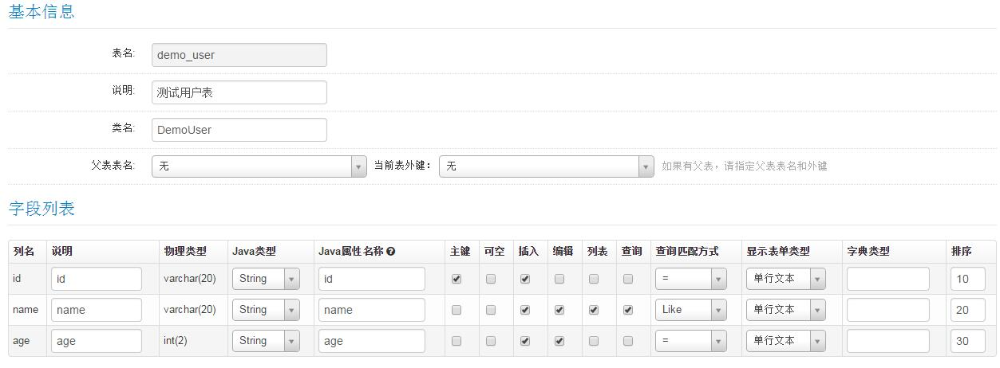 基本信息
表名: demo_user
说明: 测试用户表
类名: DemoUser
父表表名: 无 当前表外键： 无 如果有父表，请指定父表表名和外键
字段列表
列名 说明 物理类型 Java类型 Java属性名称 主键 可空 插入 编辑 列表 查询 查询匹配方式 显示表单类型 字典类型 排序
id id varchar(20) String id = 单行文本 10
name name varchar(20) String name Like 单行文本 20
age age int(2) String age = 单行文本 30